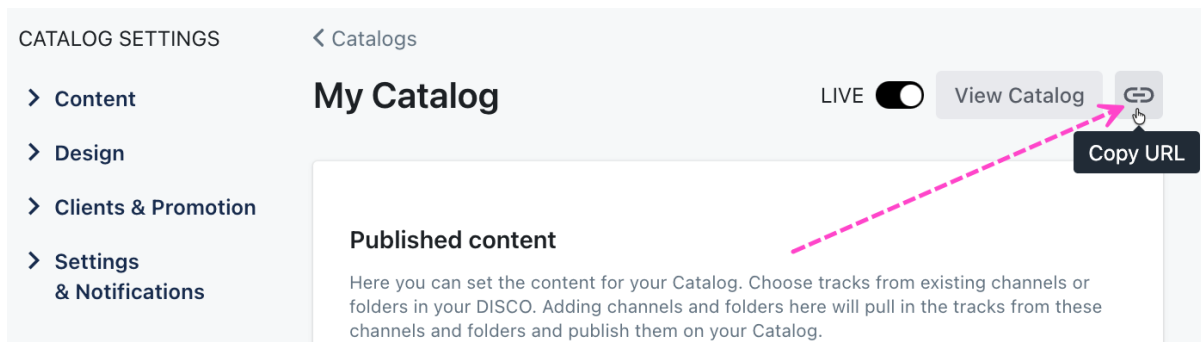 CATALOG SETTINGS
Content
Design
Clients & Promotion
Settings
& Notifications
Catalogs
My Catalog
LIVE
View Catalog
Copy URL
Published content
Here you can set the content for your Catalog. Choose tracks from existing channels or
folders in your DISCO. Adding channels and folders here will pull in the tracks from these
channels and folders and publish them on your Catalog.